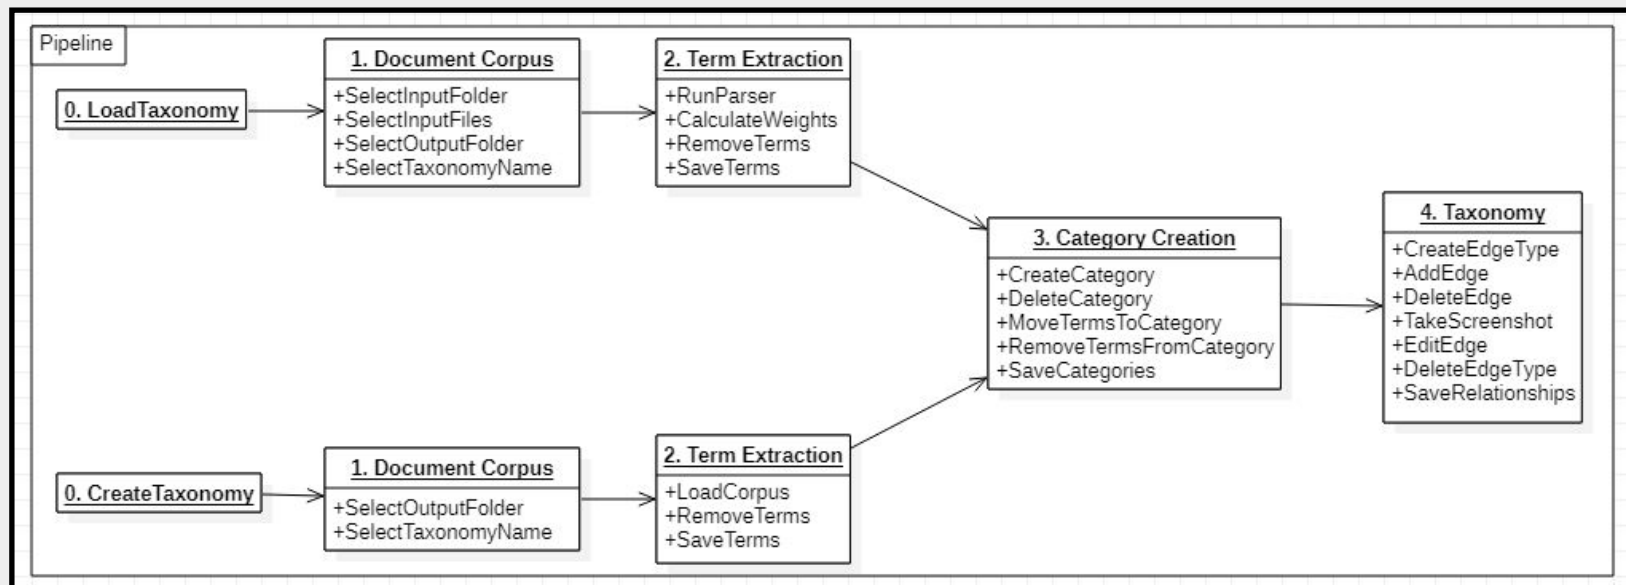 Pipeline
0. LoadTaxonomy
1. Document Corpus
+SelectInputFolder
+SelectInputFiles
+SelectOutputFolder
+SelectTaxonomyName
2. Term Extraction
+RunParser
+CalculateWeights
+RemoveTerms
+SaveTerms
0. CreateTaxonomy
1. Document Corpus
+SelectOutputFolder
+SelectTaxonomyName
2. Term Extraction
+LoadCorpus
+RemoveTerms
+SaveTerms
3. Category Creation
+CreateCategory
+DeleteCategory
+MoveTermsToCategory
+RemoveTermsFromCategory
+SaveCategories
4. Taxonomy
+CreateEdgeType
+AddEdge
+DeleteEdge
+TakeScreenshot
+EditEdge
+DeleteEdgeType
+SaveRelationships